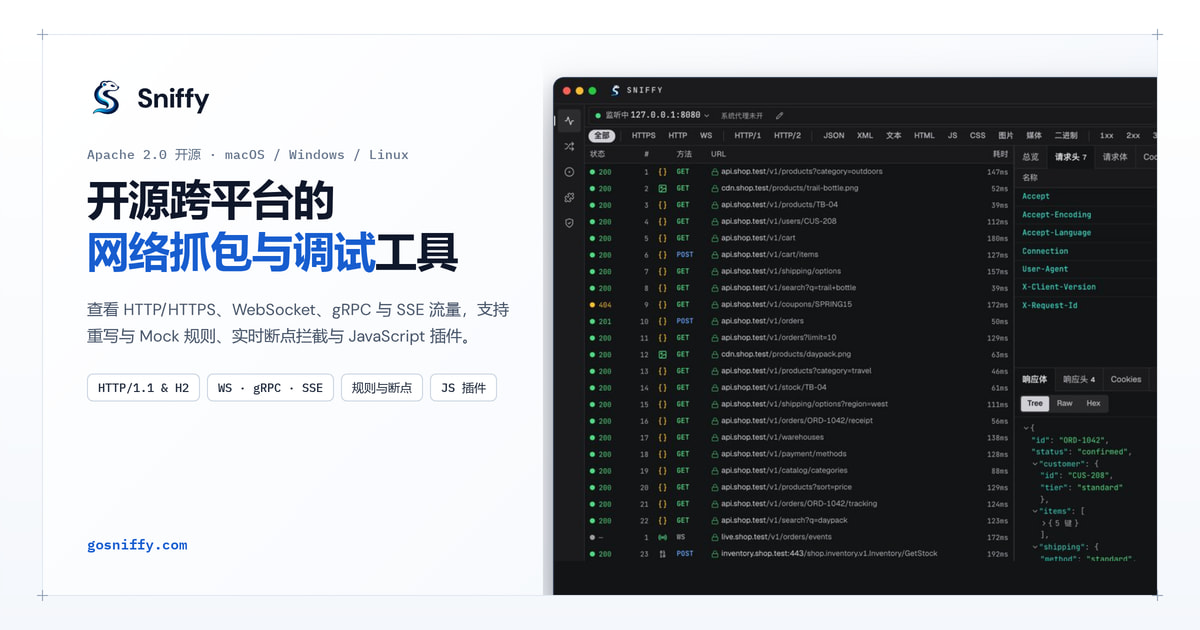 Sniffy
Apache 2.0 开源 · macOS / Windows / Linux
开源跨平台的
网络抓包与调试工具
查看 HTTP/HTTPS、WebSocket、gRPC 与 SSE 流量，支持
重写与 Mock 规则、实时断点拦截与 JavaScript 插件。
HTTP/1.1 & H2 WS · gRPC · SSE 规则与断点 JS 插件
gosniffy.com
SNIFFY
监听中 127.0.0.1:8080 系统代理未开
全部 HTTPS HTTP WS HTTP/1 HTTP/2 JSON XML 文本 HTML JS CSS 图片 媒体 二进制 1xx 2xx
状态 # 方法 URL 耗时
200 1 {} GET api.shop.test/v1/products?category=outdoors 147ms
200 2 GET cdn.shop.test/products/trail-bottle.png 52ms
200 3 {} GET api.shop.test/v1/products/TB-04 39ms
200 4 {} GET api.shop.test/v1/users/CUS-208 112ms
200 5 {} GET api.shop.test/v1/cart 180ms
200 6 {} POST api.shop.test/v1/cart/items 127ms
200 7 {} GET api.shop.test/v1/shipping/options 157ms
200 8 {} GET api.shop.test/v1/search?q=trail+bottle 39ms
404 9 {} GET api.shop.test/v1/coupons/SPRING15 172ms
201 10 {} POST api.shop.test/v1/orders 50ms
200 11 {} GET api.shop.test/v1/orders?limit=10 129ms
200 12 GET cdn.shop.test/products/daypack.png 63ms
200 13 {} GET api.shop.test/v1/products?category=travel 46ms
200 14 {} GET api.shop.test/v1/stock/TB-04 61ms
200 15 {} GET api.shop.test/v1/shipping/options?region=west 111ms
200 16 {} GET api.shop.test/v1/orders/ORD-1042/receipt 56ms
200 17 {} GET api.shop.test/v1/warehouses 138ms
200 18 {} GET api.shop.test/v1/payment/methods 128ms
200 19 {} GET api.shop.test/v1/catalog/categories 88ms
200 20 {} GET api.shop.test/v1/products?sort=price 129ms
200 21 {} GET api.shop.test/v1/orders/ORD-1042/tracking 124ms
200 22 {} GET api.shop.test/v1/search?q=daypack 123ms
— 1 WS live.shop.test/v1/orders/events 172ms
200 23 POST inventory.shop.test:443/shop.inventory.v1.Inventory/GetStock 192ms
总览 请求头 7 请求体
名称
Accept
Accept-Encoding
Accept-Language
Connection
User-Agent
X-Client-Version
X-Request-Id
响应体 响应头 4 Cookies
Tree Raw Hex
{
"id": "ORD-1042",
"status": "confirmed",
"customer": {
"id": "CUS-208",
"tier": "standard"
},
"items": [
{ 5 键 }
],
"shipping": {
"method": "standard",